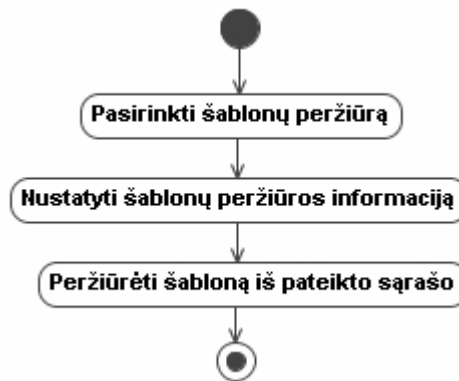 Pasirinkti šablonų peržiūrą
Nustatyti šablonų peržiūros informaciją
Peržiūrėti šabloną iš pateikto sąrašo